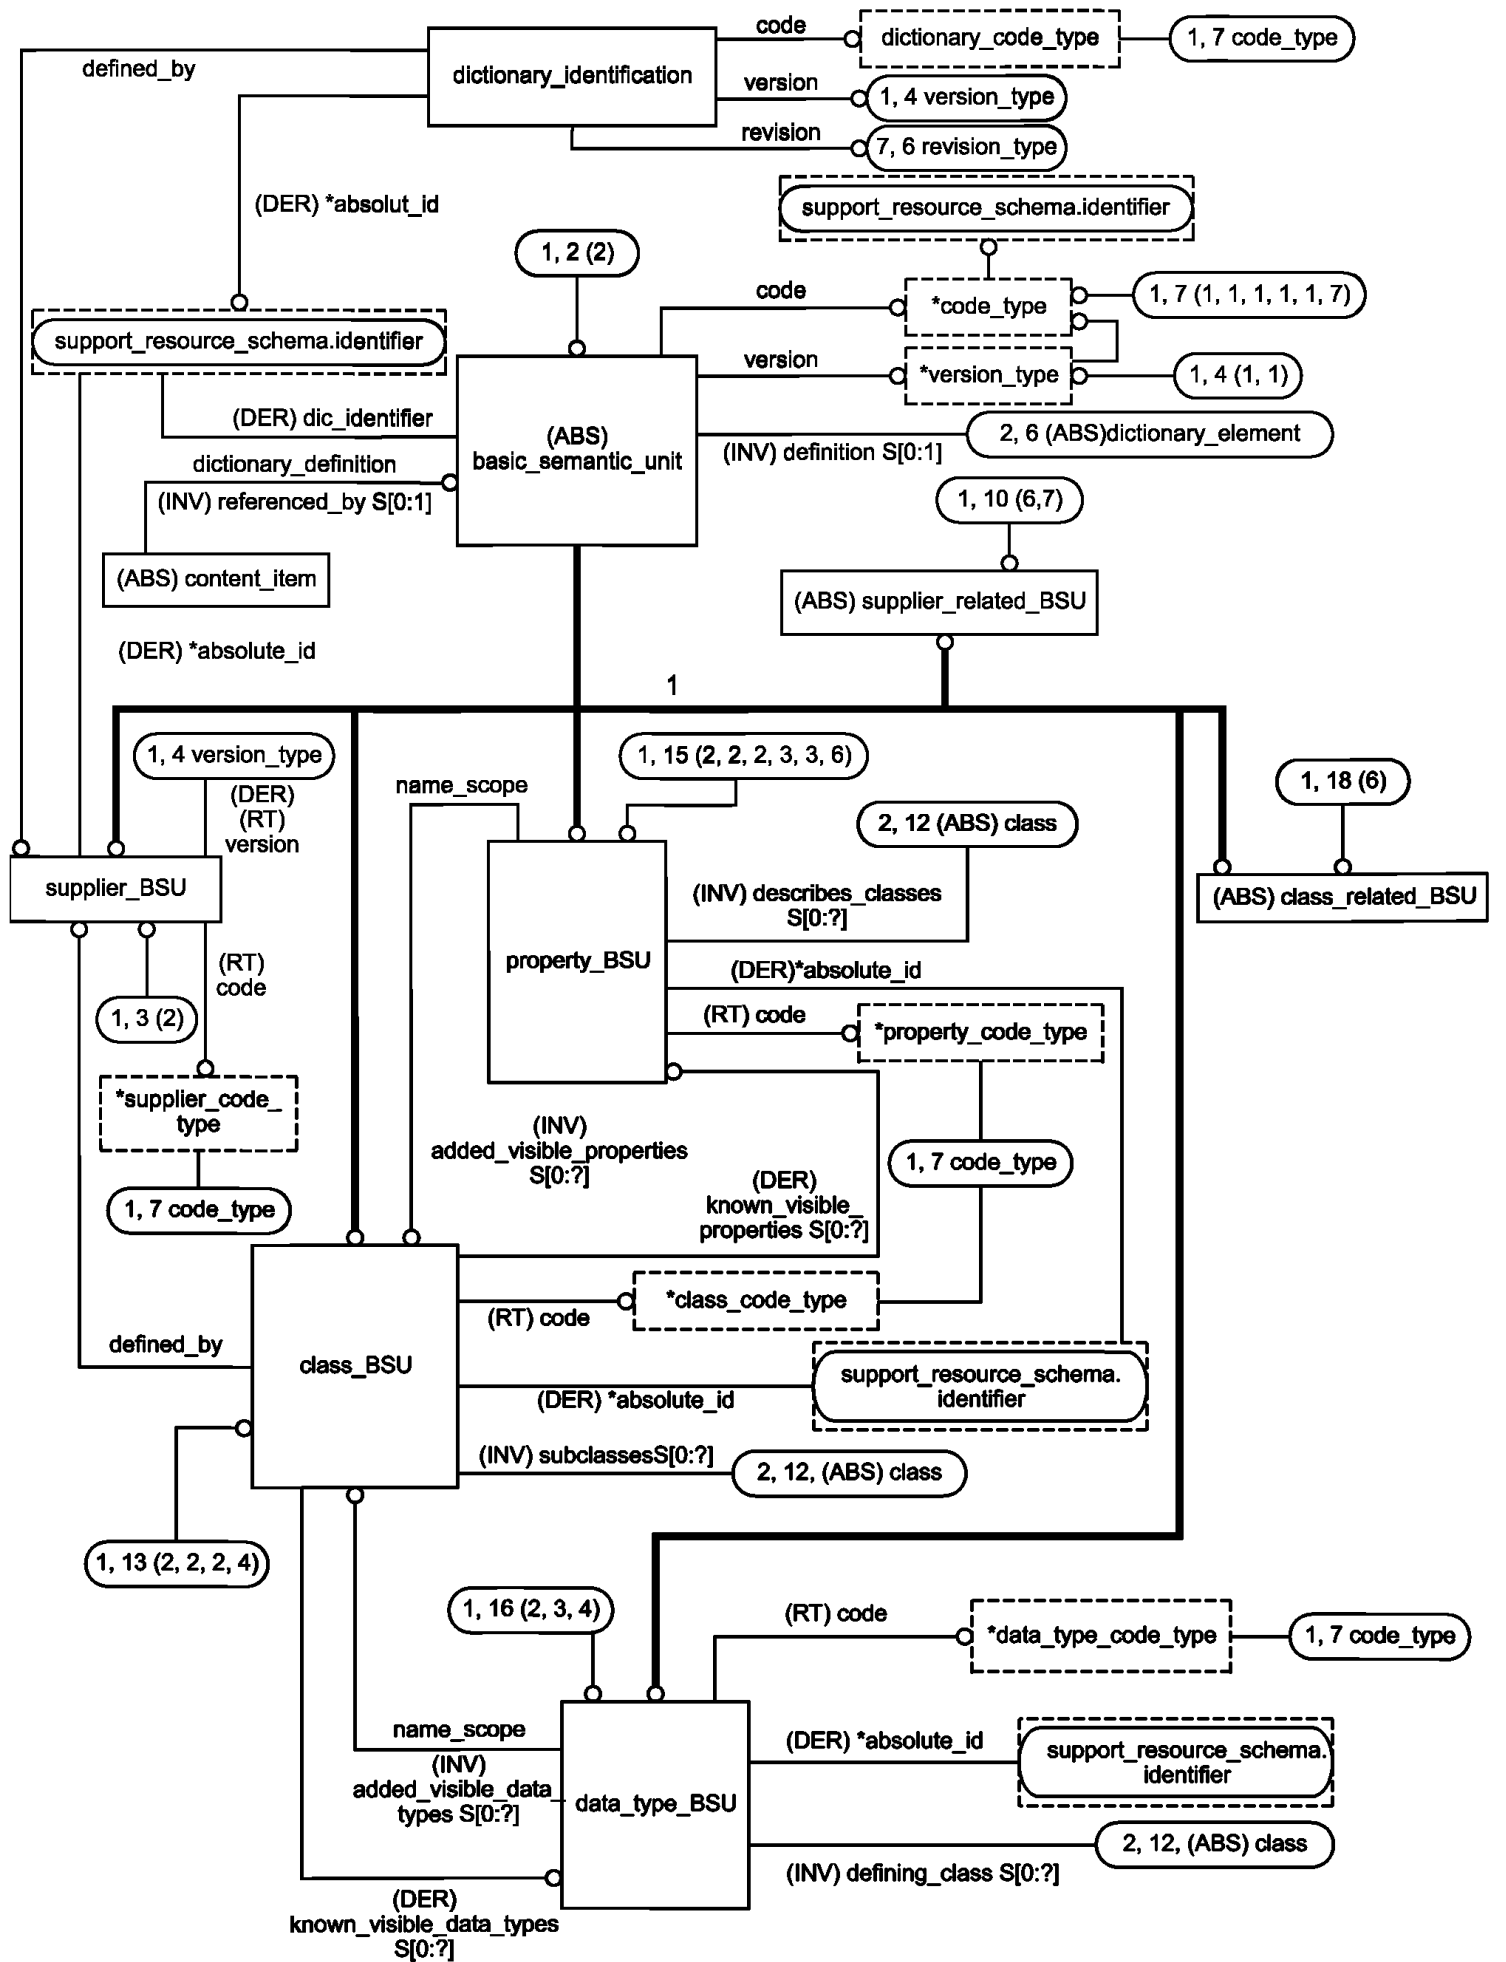 code
dictionary_code_type
1, 7 code_type
defined_by
dictionary_identification
version
1, 4 version_type
revision
7, 6 revision_type
(DER) *absolut_id
support_resource_schema.identifier
1, 2 (2)
code
*code_type
1, 7 (1, 1, 1, 1, 1, 7)
support_resource_schema.identifier
version
*version_type
1, 4 (1, 1)
(DER) dic_identifier
(ABS)
basic_semantic_unit
2, 6 (ABS)dictionary_element
(INV) definition S[0:1]
dictionary_definition
(INV) referenced_by S[0:1]
1, 10 (6,7)
(ABS) content_item
(ABS) supplier_related_BSU
(DER) *absolute_id
1
1, 4 version_type
1, 15 (2, 2, 2, 3, 3, 6)
name_scope
1, 18 (6)
(DER)
(RT)
version
2, 12 (ABS) class
supplier_BSU
(INV) describes_classes
S[0:?]
(ABS) class_related_BSU
property_BSU
(DER)*absolute_id
(RT)
code
1, 3 (2)
(RT) code
*property_code_type
*supplier_code_
type
(INV)
added_visible_properties
S[0:?]
1, 7 code_type
1, 7 code_type
(DER)
known_visible_
properties S[0:?]
(RT) code
*class_code_type
defined_by
class_BSU
support_resource_schema.
identifier
(DER) *absolute_id
(INV) subclassesS[0:?]
2, 12, (ABS) class
1, 13 (2, 2, 2, 4)
1, 16 (2, 3, 4)
(RT) code
*data_type_code_type
1, 7 code_type
name_scope
(INV)
added_visible_data_
types S[0:?]
data_type_BSU
(DER) *absolute_id
support_resource_schema.
identifier
2, 12, (ABS) class
(INV) defining_class S[0:?]
(DER)
known_visible_data_types
S[0:?]